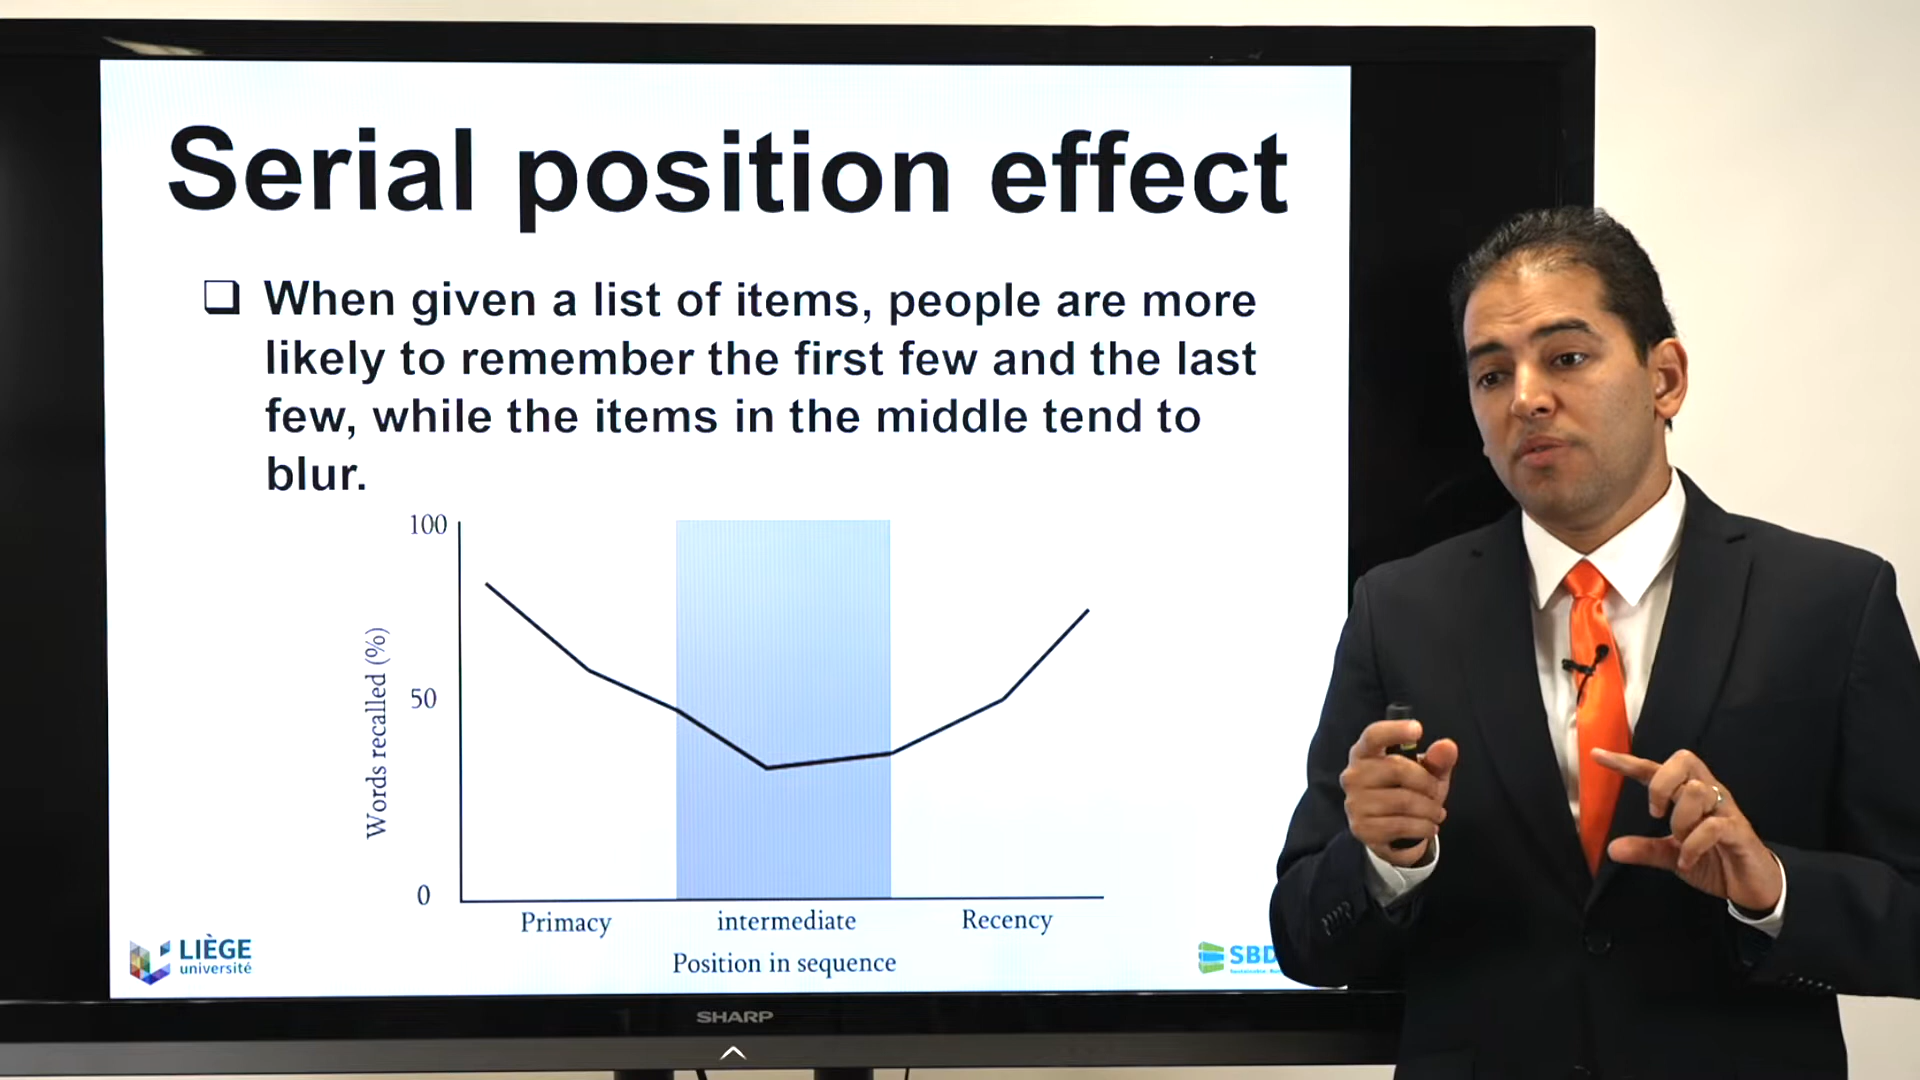 Serial position effect
❑ When given a list of items, people are more
likely to remember the first few and the last
few, while the items in the middle tend to
blur.
100
50
0
Words recalled (%)
Primacy intermediate Recency
Position in sequence
LIÈGE
université
SBD
SHARP